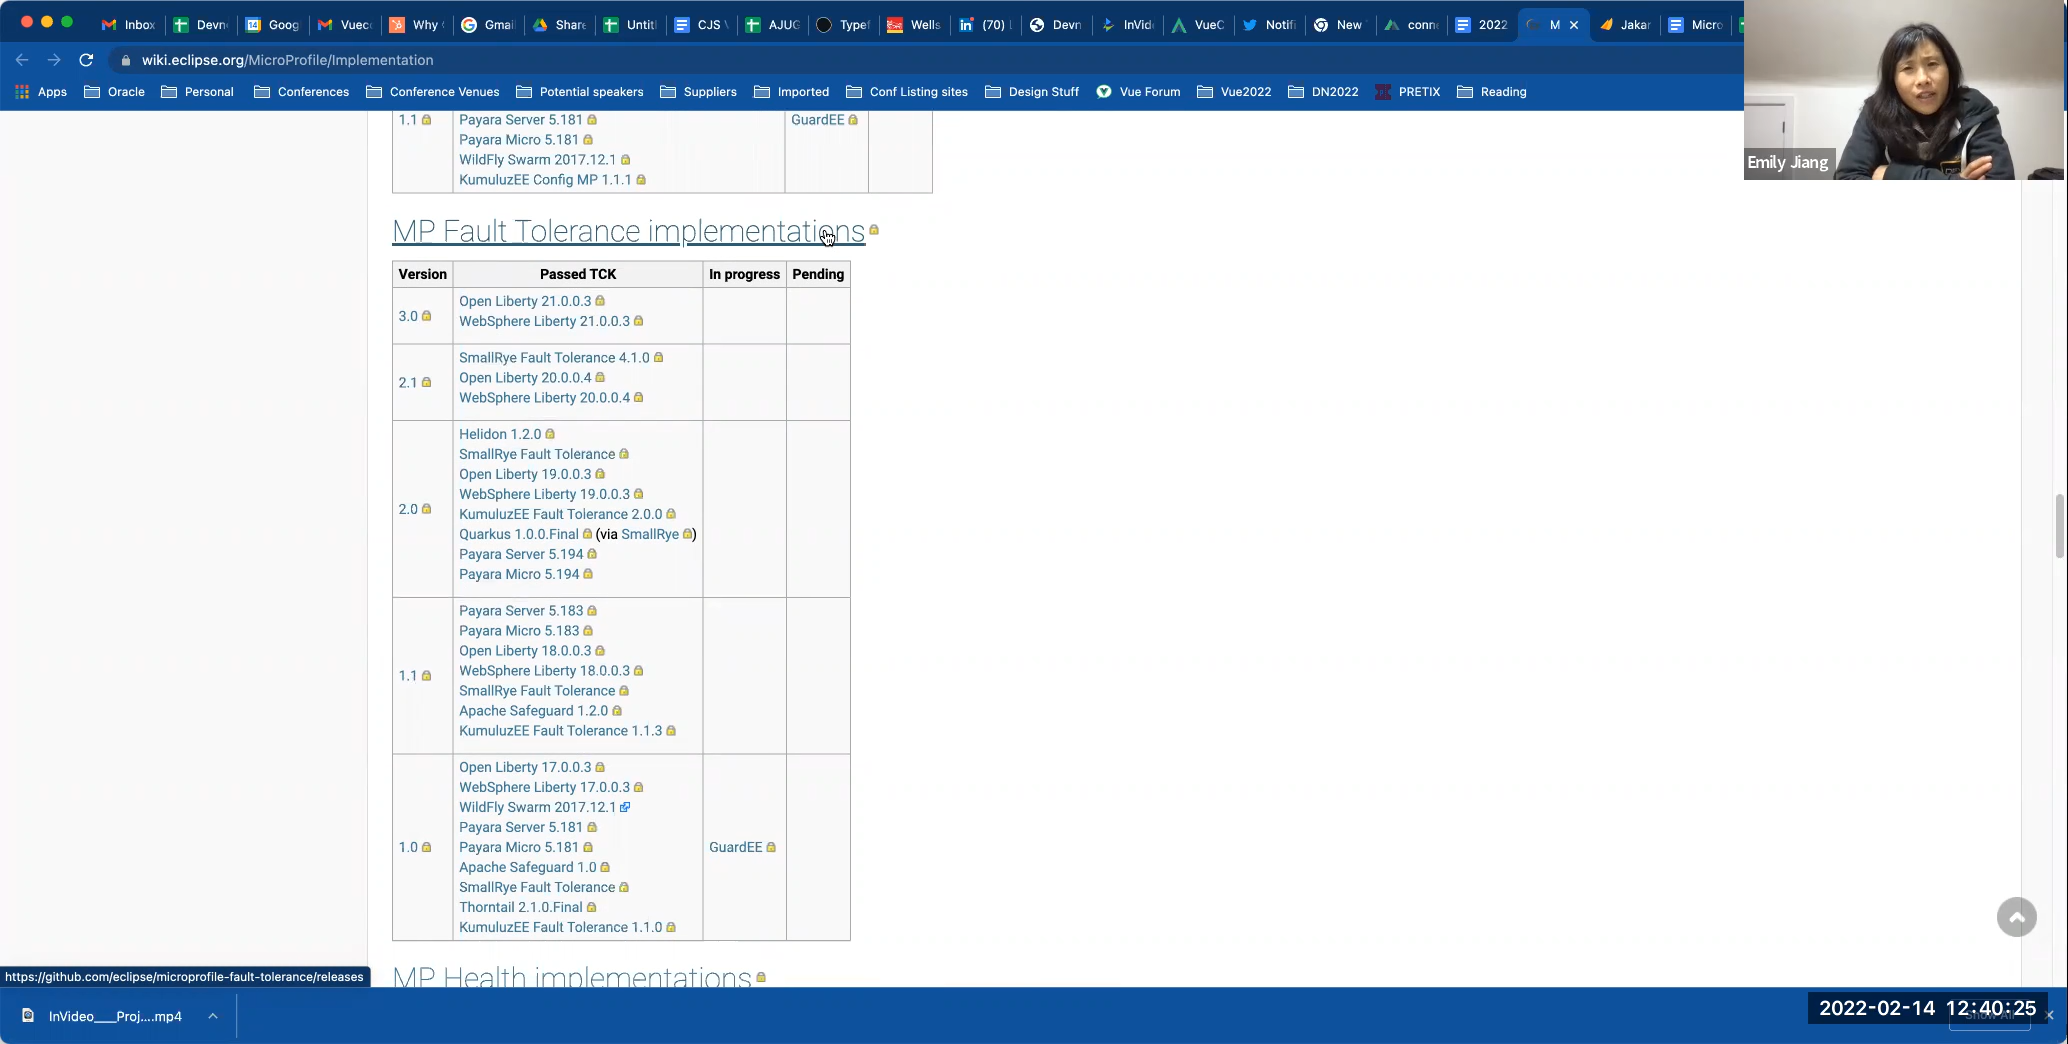 Inbox
Devn
Goog
Vuec
Why
Gmai
Share
Untitl
CJS
AJUG
Typef
Wells
(70)
Devn
InVid
VueC
Notifi
New
conn
2022
M
Jakar
Micro
wiki.eclipse.org/MicroProfile/Implementation
Apps
Oracle
Personal
Conferences
Conference Venues
Potential speakers
Suppliers
Imported
Conf Listing sites
Design Stuff
Vue Forum
Vue2022
DN2022
PRETIX
Reading
Emily Jiang
1.1
Payara Server 5.181
Payara Micro 5.181
WildFly Swarm 2017.12.1
KumuluzEE Config MP 1.1.1
GuardEE
MP Fault Tolerance implementations
Version Passed TCK In progress Pending
3.0
Open Liberty 21.0.0.3
WebSphere Liberty 21.0.0.3
2.1
SmallRye Fault Tolerance 4.1.0
Open Liberty 20.0.0.4
WebSphere Liberty 20.0.0.4
2.0
Helidon 1.2.0
SmallRye Fault Tolerance
Open Liberty 19.0.0.3
WebSphere Liberty 19.0.0.3
KumuluzEE Fault Tolerance 2.0.0
Quarkus 1.0.0.Final (via SmallRye)
Payara Server 5.194
Payara Micro 5.194
1.1
Payara Server 5.183
Payara Micro 5.183
Open Liberty 18.0.0.3
WebSphere Liberty 18.0.0.3
SmallRye Fault Tolerance
Apache Safeguard 1.2.0
KumuluzEE Fault Tolerance 1.1.3
1.0
Open Liberty 17.0.0.3
WebSphere Liberty 17.0.0.3
WildFly Swarm 2017.12.1
Payara Server 5.181
Payara Micro 5.181
Apache Safeguard 1.0
SmallRye Fault Tolerance
Thorntail 2.1.0.Final
KumuluzEE Fault Tolerance 1.1.0
GuardEE
MP Health implementations
https://github.com/eclipse/microprofile-fault-tolerance/releases
InVideo___Proj....mp4
2022-02-14 12:40:25
Show All